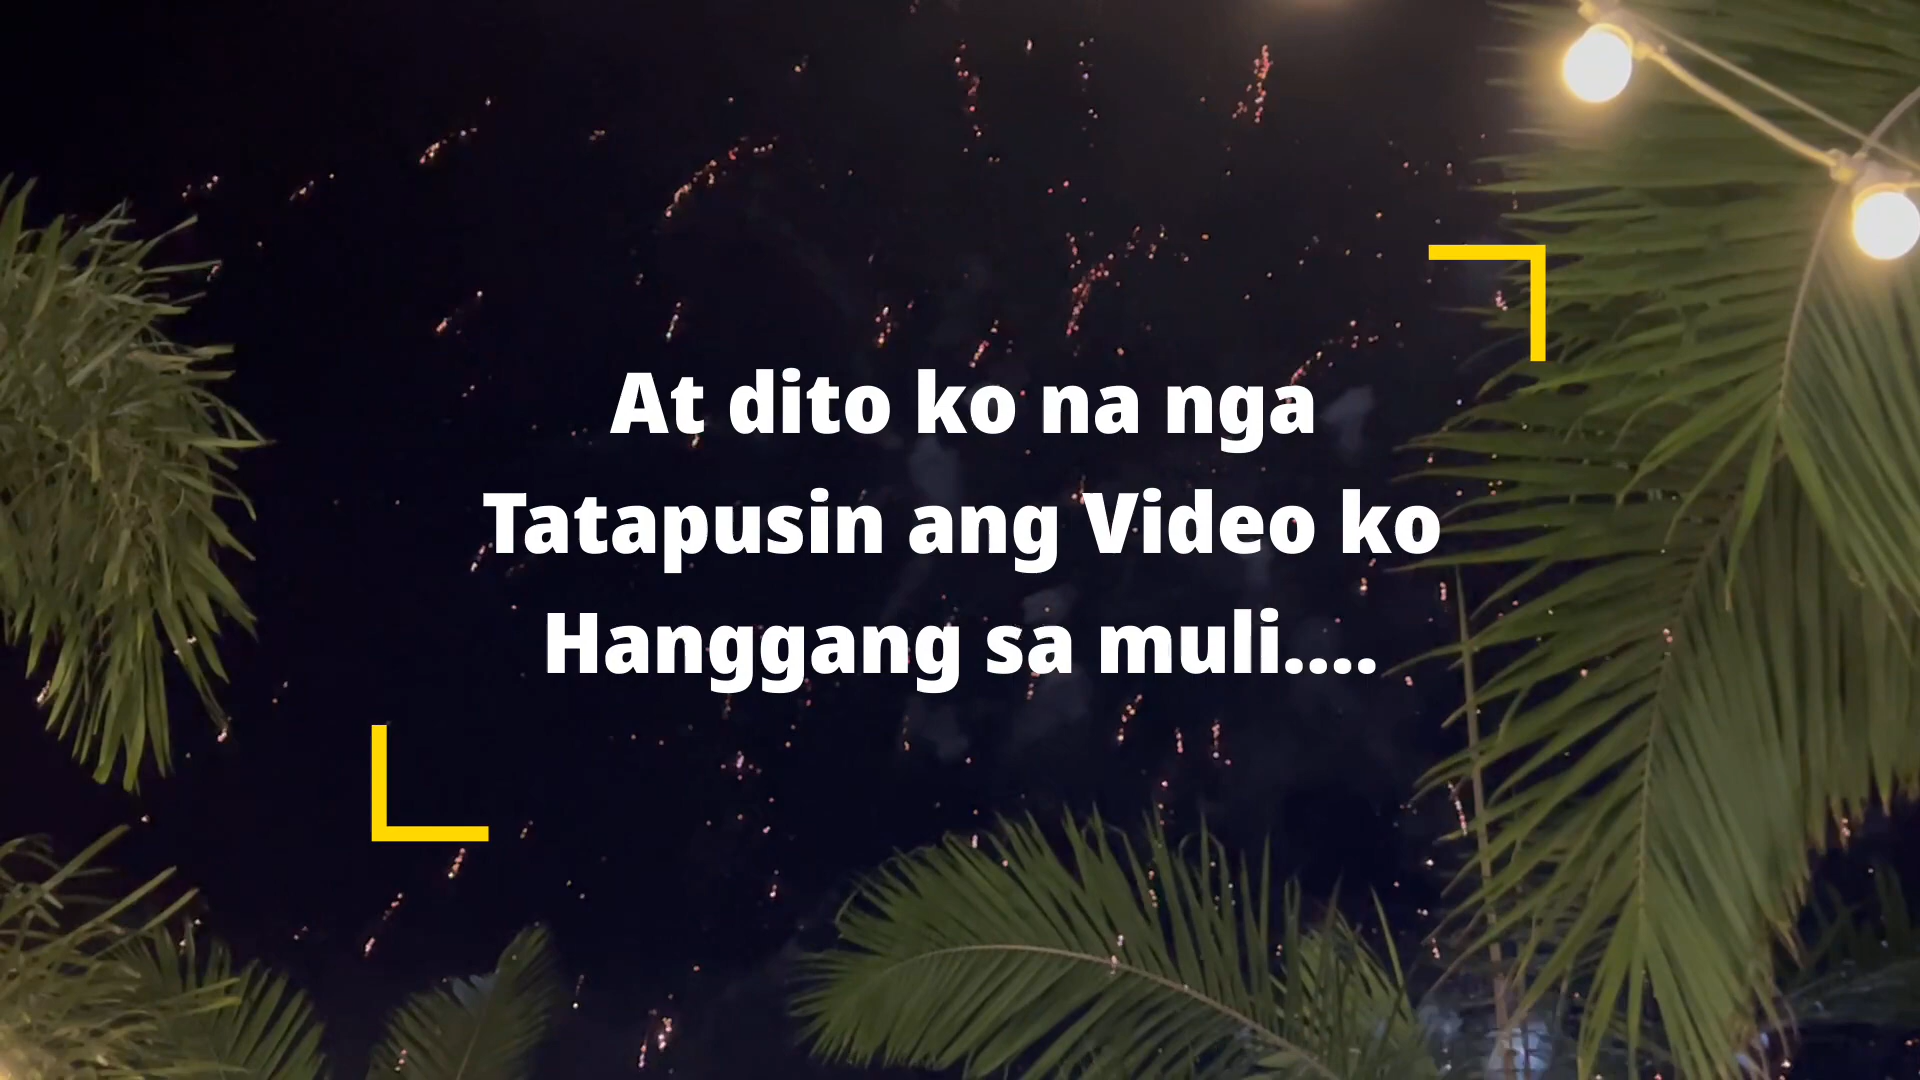 At dito ko na nga
Tatapusin ang Video ko
Hanggang sa muli....